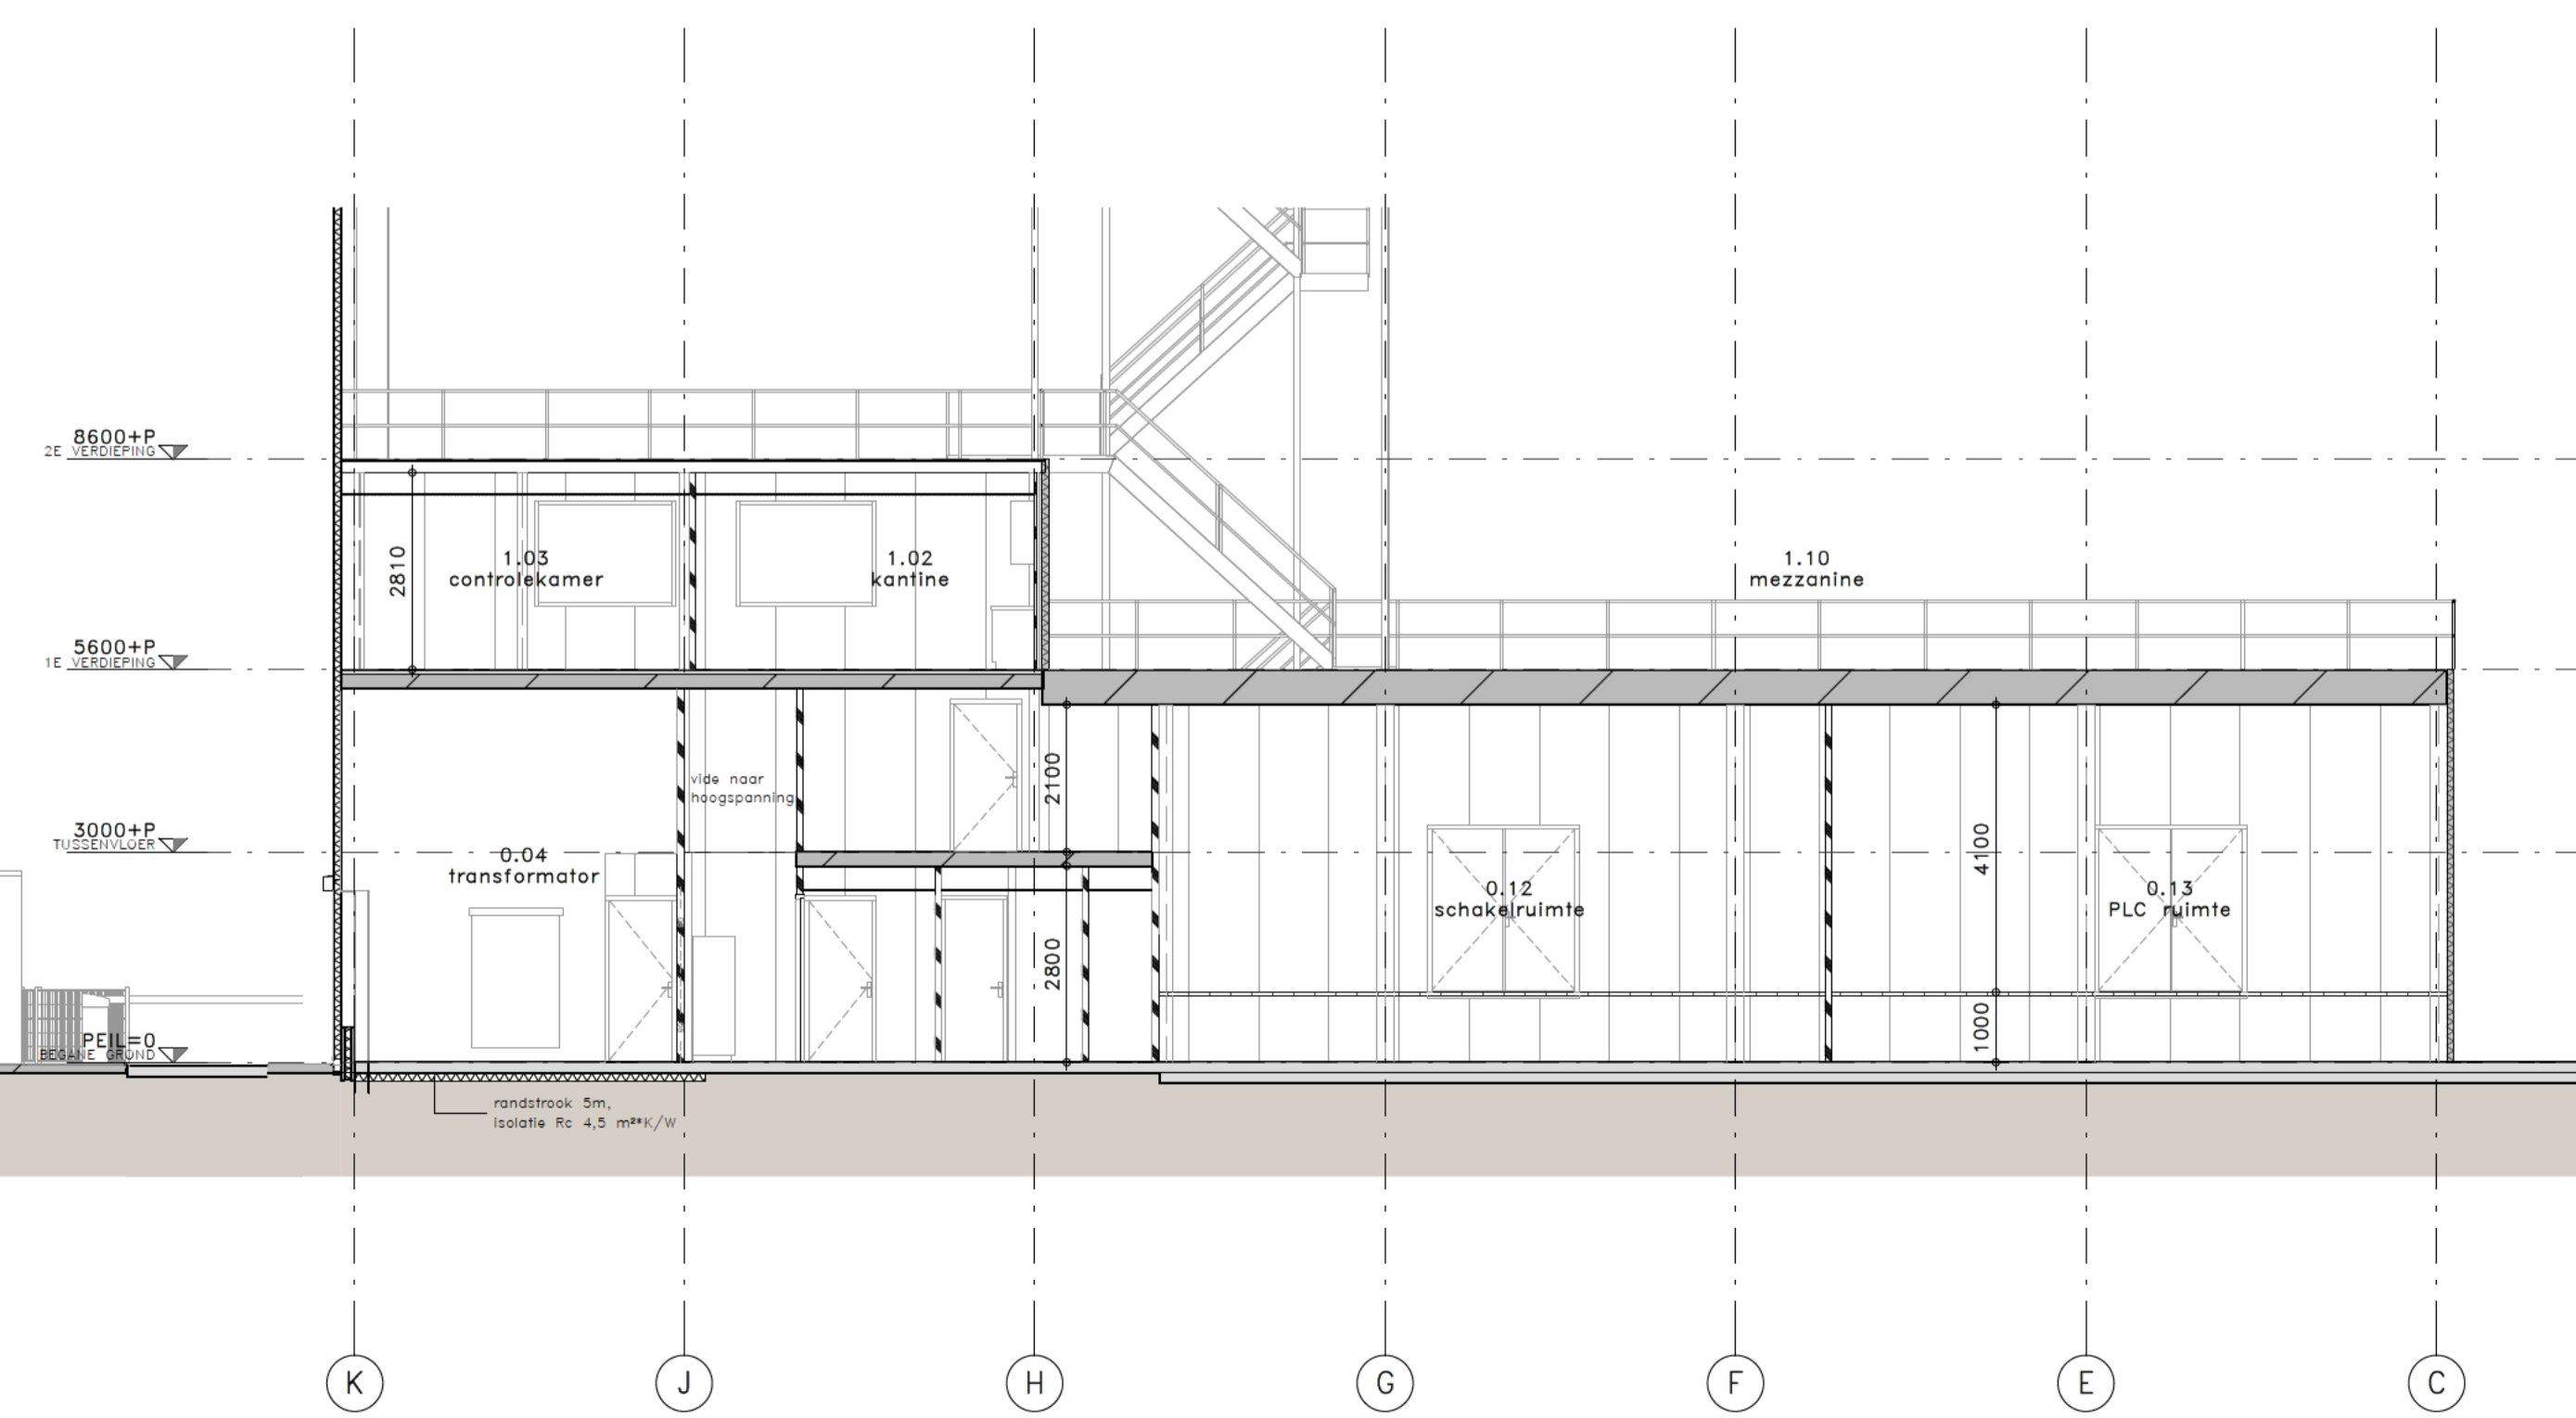 8600+P
2E VERDIEPING
2810
1.03
controlekamer
1.02
kantine
1.10
mezzanine
5600+P
1E VERDIEPING
vide naar
hoogspanning
2100
3000+P
TUSSENVLOER
0.04
transformator
4100
0.12
schakelruimte
0.13
PLC ruimte
2800
1000
PEIL=0
BEGANE GROND
randstrook 5m,
isolatie Rc 4,5 m²*K/W
K
J
H
G
F
E
C